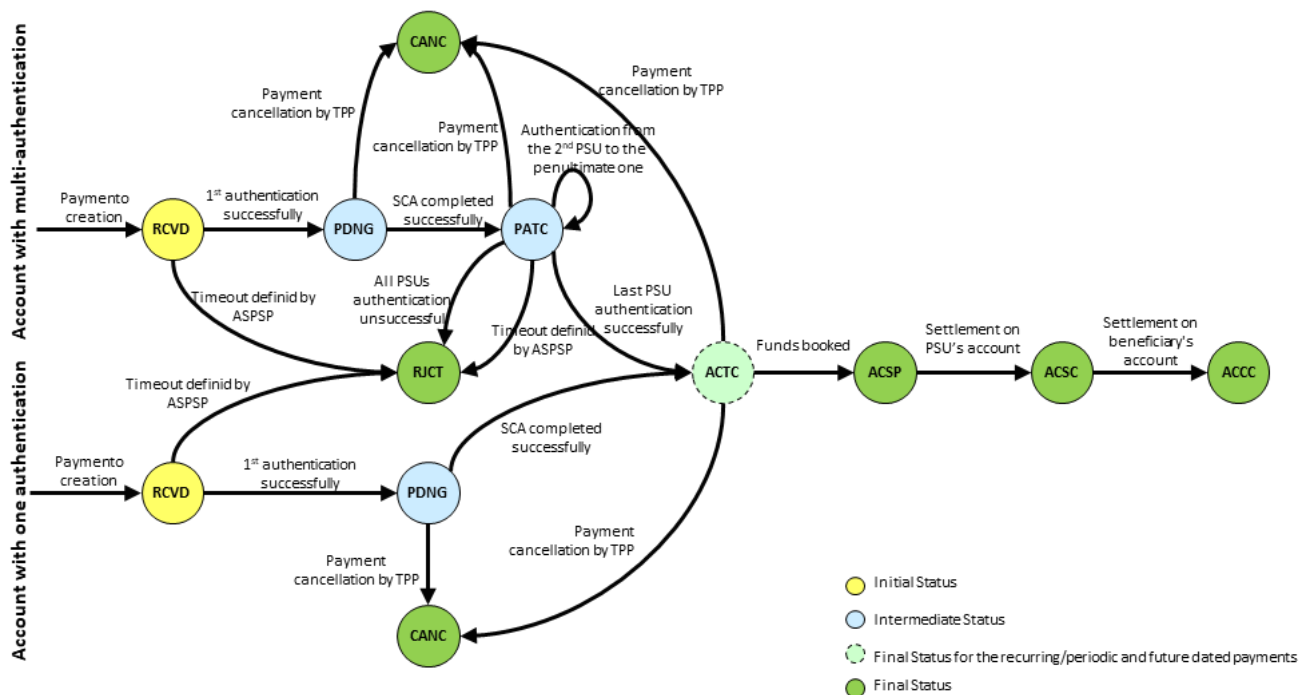 Account with multi-authentication
Account with one authentication
CANC
Payment
cancellation by TPP
Payment
cancellation by TPP
Payment
cancellation by TPP
Authentication from
the 2nd PSU to the
penultimate one
Paymento
creation
RCVD
1st authentication
successfully
PDNG
SCA completed
successfully
PATC
Timeout definid by
ASPSP
All PSUs
authentication
unsuccessful
Timeout definid
by ASPSP
Last PSU
authentication
successfully
RJCT
ACTC
Funds booked
ACSP
Settlement on
PSU's account
ACSC
Settlement on
beneficiary's
account
ACCC
Timeout definid by
ASPSP
SCA completed
successfully
Paymento
creation
RCVD
1st authentication
successfully
PDNG
Payment
cancellation by TPP
Payment
cancellation by TPP
CANC
Initial Status
Intermediate Status
Final Status for the recurring/periodic and future dated payments
Final Status